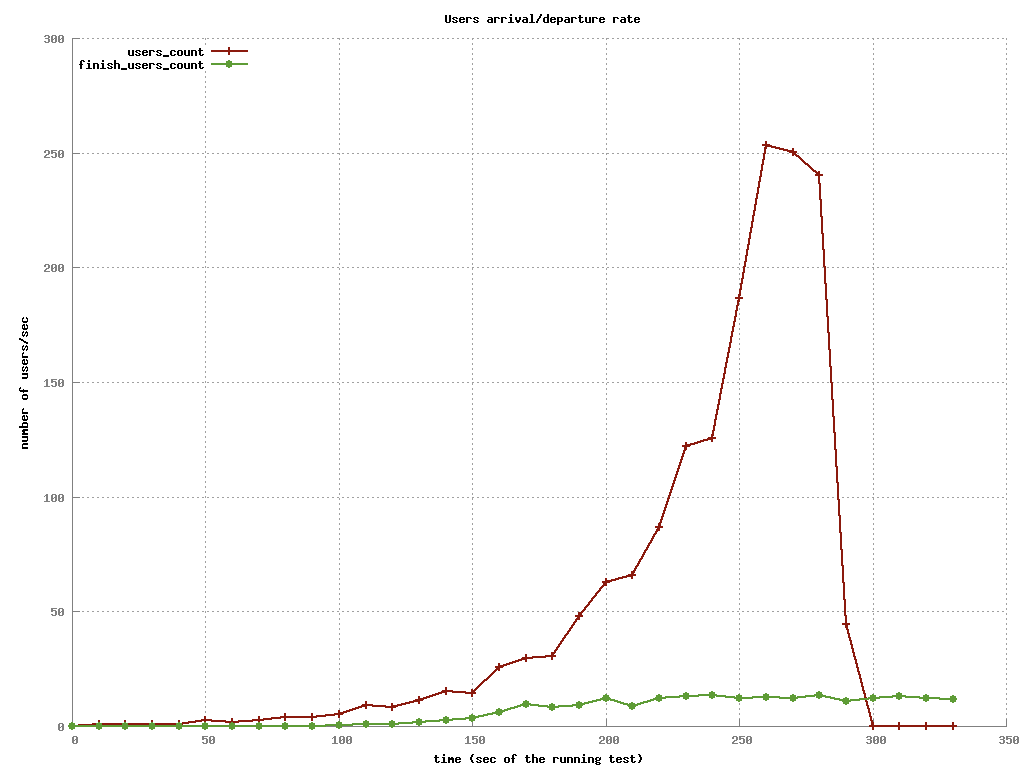 Users arrival/departure rate
users_count
finish_users_count
300
250
200
150
100
50
0
number of users/sec
0 50 100 150 200 250 300 350
time (sec of the running test)